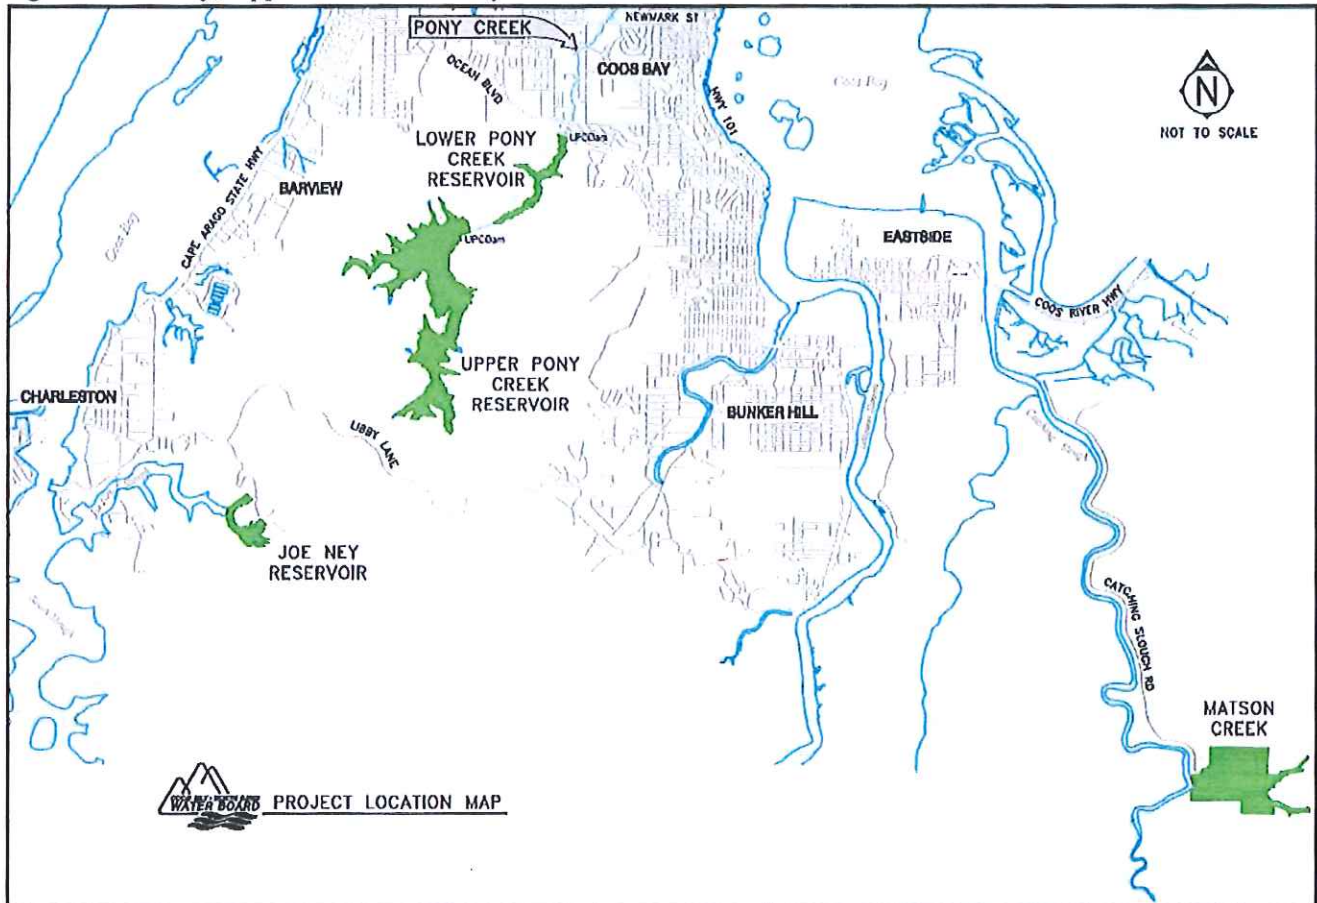 NEWMARK ST
PONY CREEK
OCEAN BLVD
COOS BAY
HWY 101
Coos Bay
N
NOT TO SCALE
LOWER PONY
CREEK
RESERVOIR
CAPE ARAGO STATE HWY
BARVIEW
Coos Bay
EASTSIDE
COOS RIVER HWY
UPPER PONY
CREEK
RESERVOIR
CHARLESTON
LIBBY LANE
BUNKER HILL
JOE NEY
RESERVOIR
CATCHING SLOUGH RD
MATSON
CREEK
WATER BOARD
PROJECT LOCATION MAP